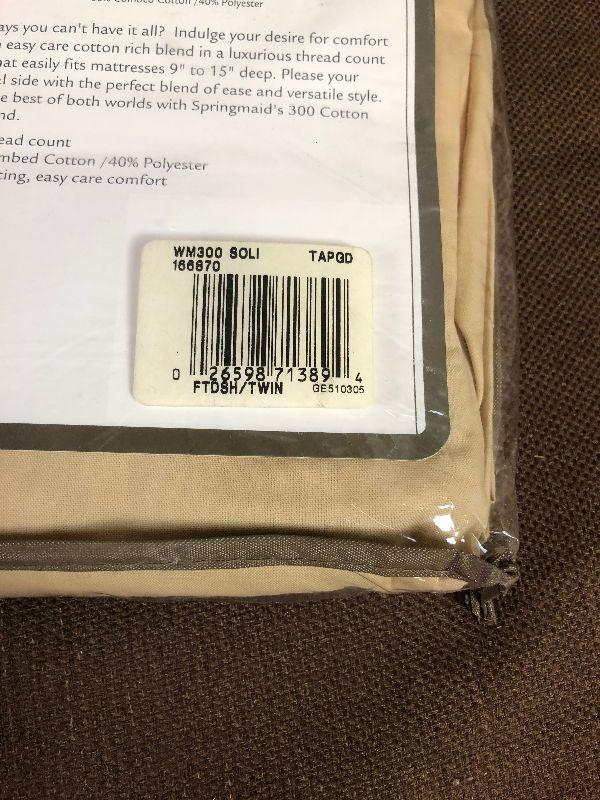 Cotton /40% Polyester
ays you can't have it all? Indulge your desire for comfort
easy care cotton rich blend in a luxurious thread count
at easily fits mattresses 9" to 15" deep. Please your
l side with the perfect blend of ease and versatile style.
e best of both worlds with Springmaid's 300 Cotton
nd.
ead count
mbed Cotton /40% Polyester
ting, easy care comfort
WM300 SOLI TAPGD
166870
0 26598 71389 4
FTDSH/TWIN GE510305